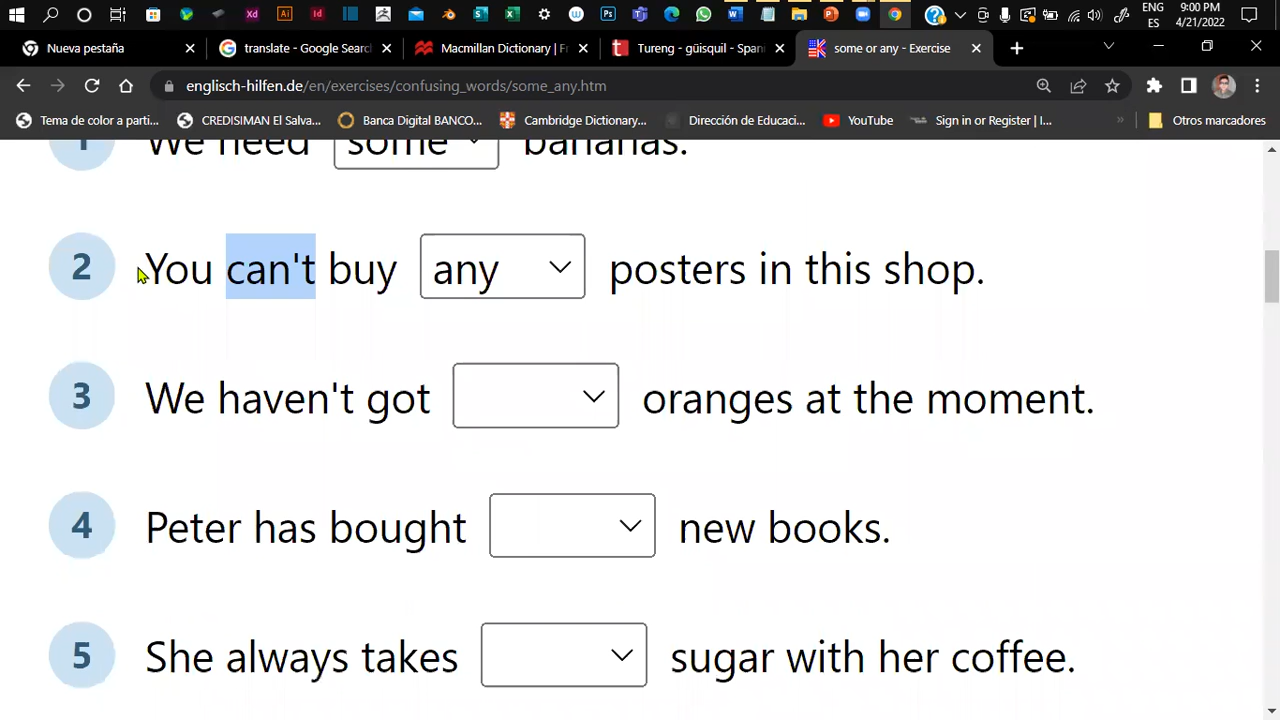 ENG
ES
9:00 PM
4/21/2022
Nueva pestaña
translate - Google Searc
Macmillan Dictionary | F
Tureng - güisquil - Span
some or any - Exercise
englisch-hilfen.de/en/exercises/confusing_words/some_any.htm
Tema de color a parti...
CREDISIMAN El Salva...
Banca Digital BANCO...
Cambridge Dictionary...
Dirección de Educaci...
YouTube
Sign in or Register | I...
Otros marcadores
1 We need some bananas.
2 You can't buy any posters in this shop.
3 We haven't got oranges at the moment.
4 Peter has bought new books.
5 She always takes sugar with her coffee.